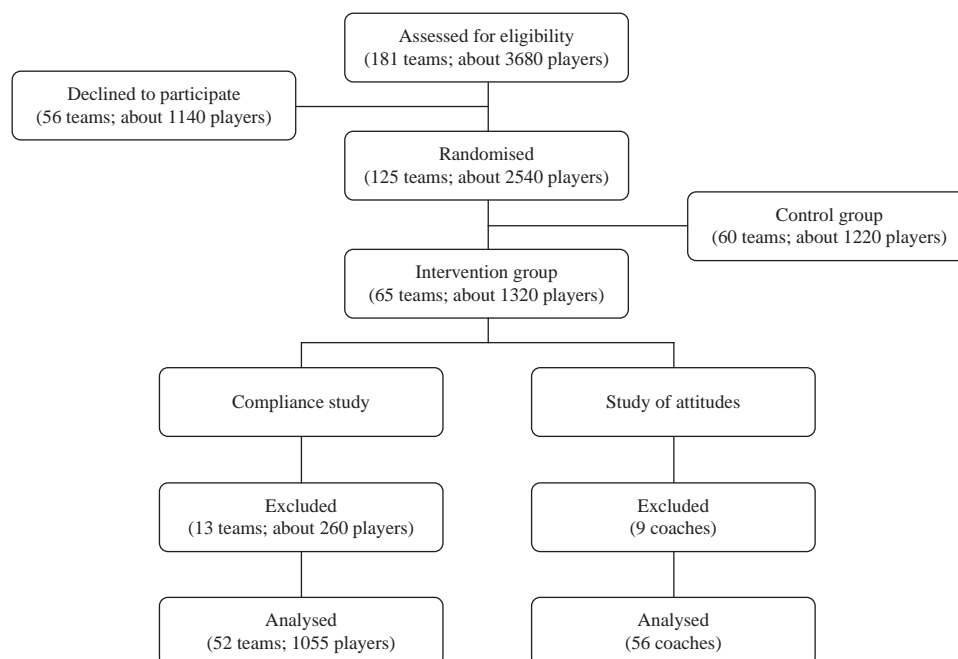 Assessed for eligibility
(181 teams; about 3680 players)
Declined to participate
(56 teams; about 1140 players)
Randomised
(125 teams; about 2540 players)
Control group
(60 teams; about 1220 players)
Intervention group
(65 teams; about 1320 players)
Compliance study
Study of attitudes
Excluded
(13 teams; about 260 players)
Excluded
(9 coaches)
Analysed
(52 teams; 1055 players)
Analysed
(56 coaches)